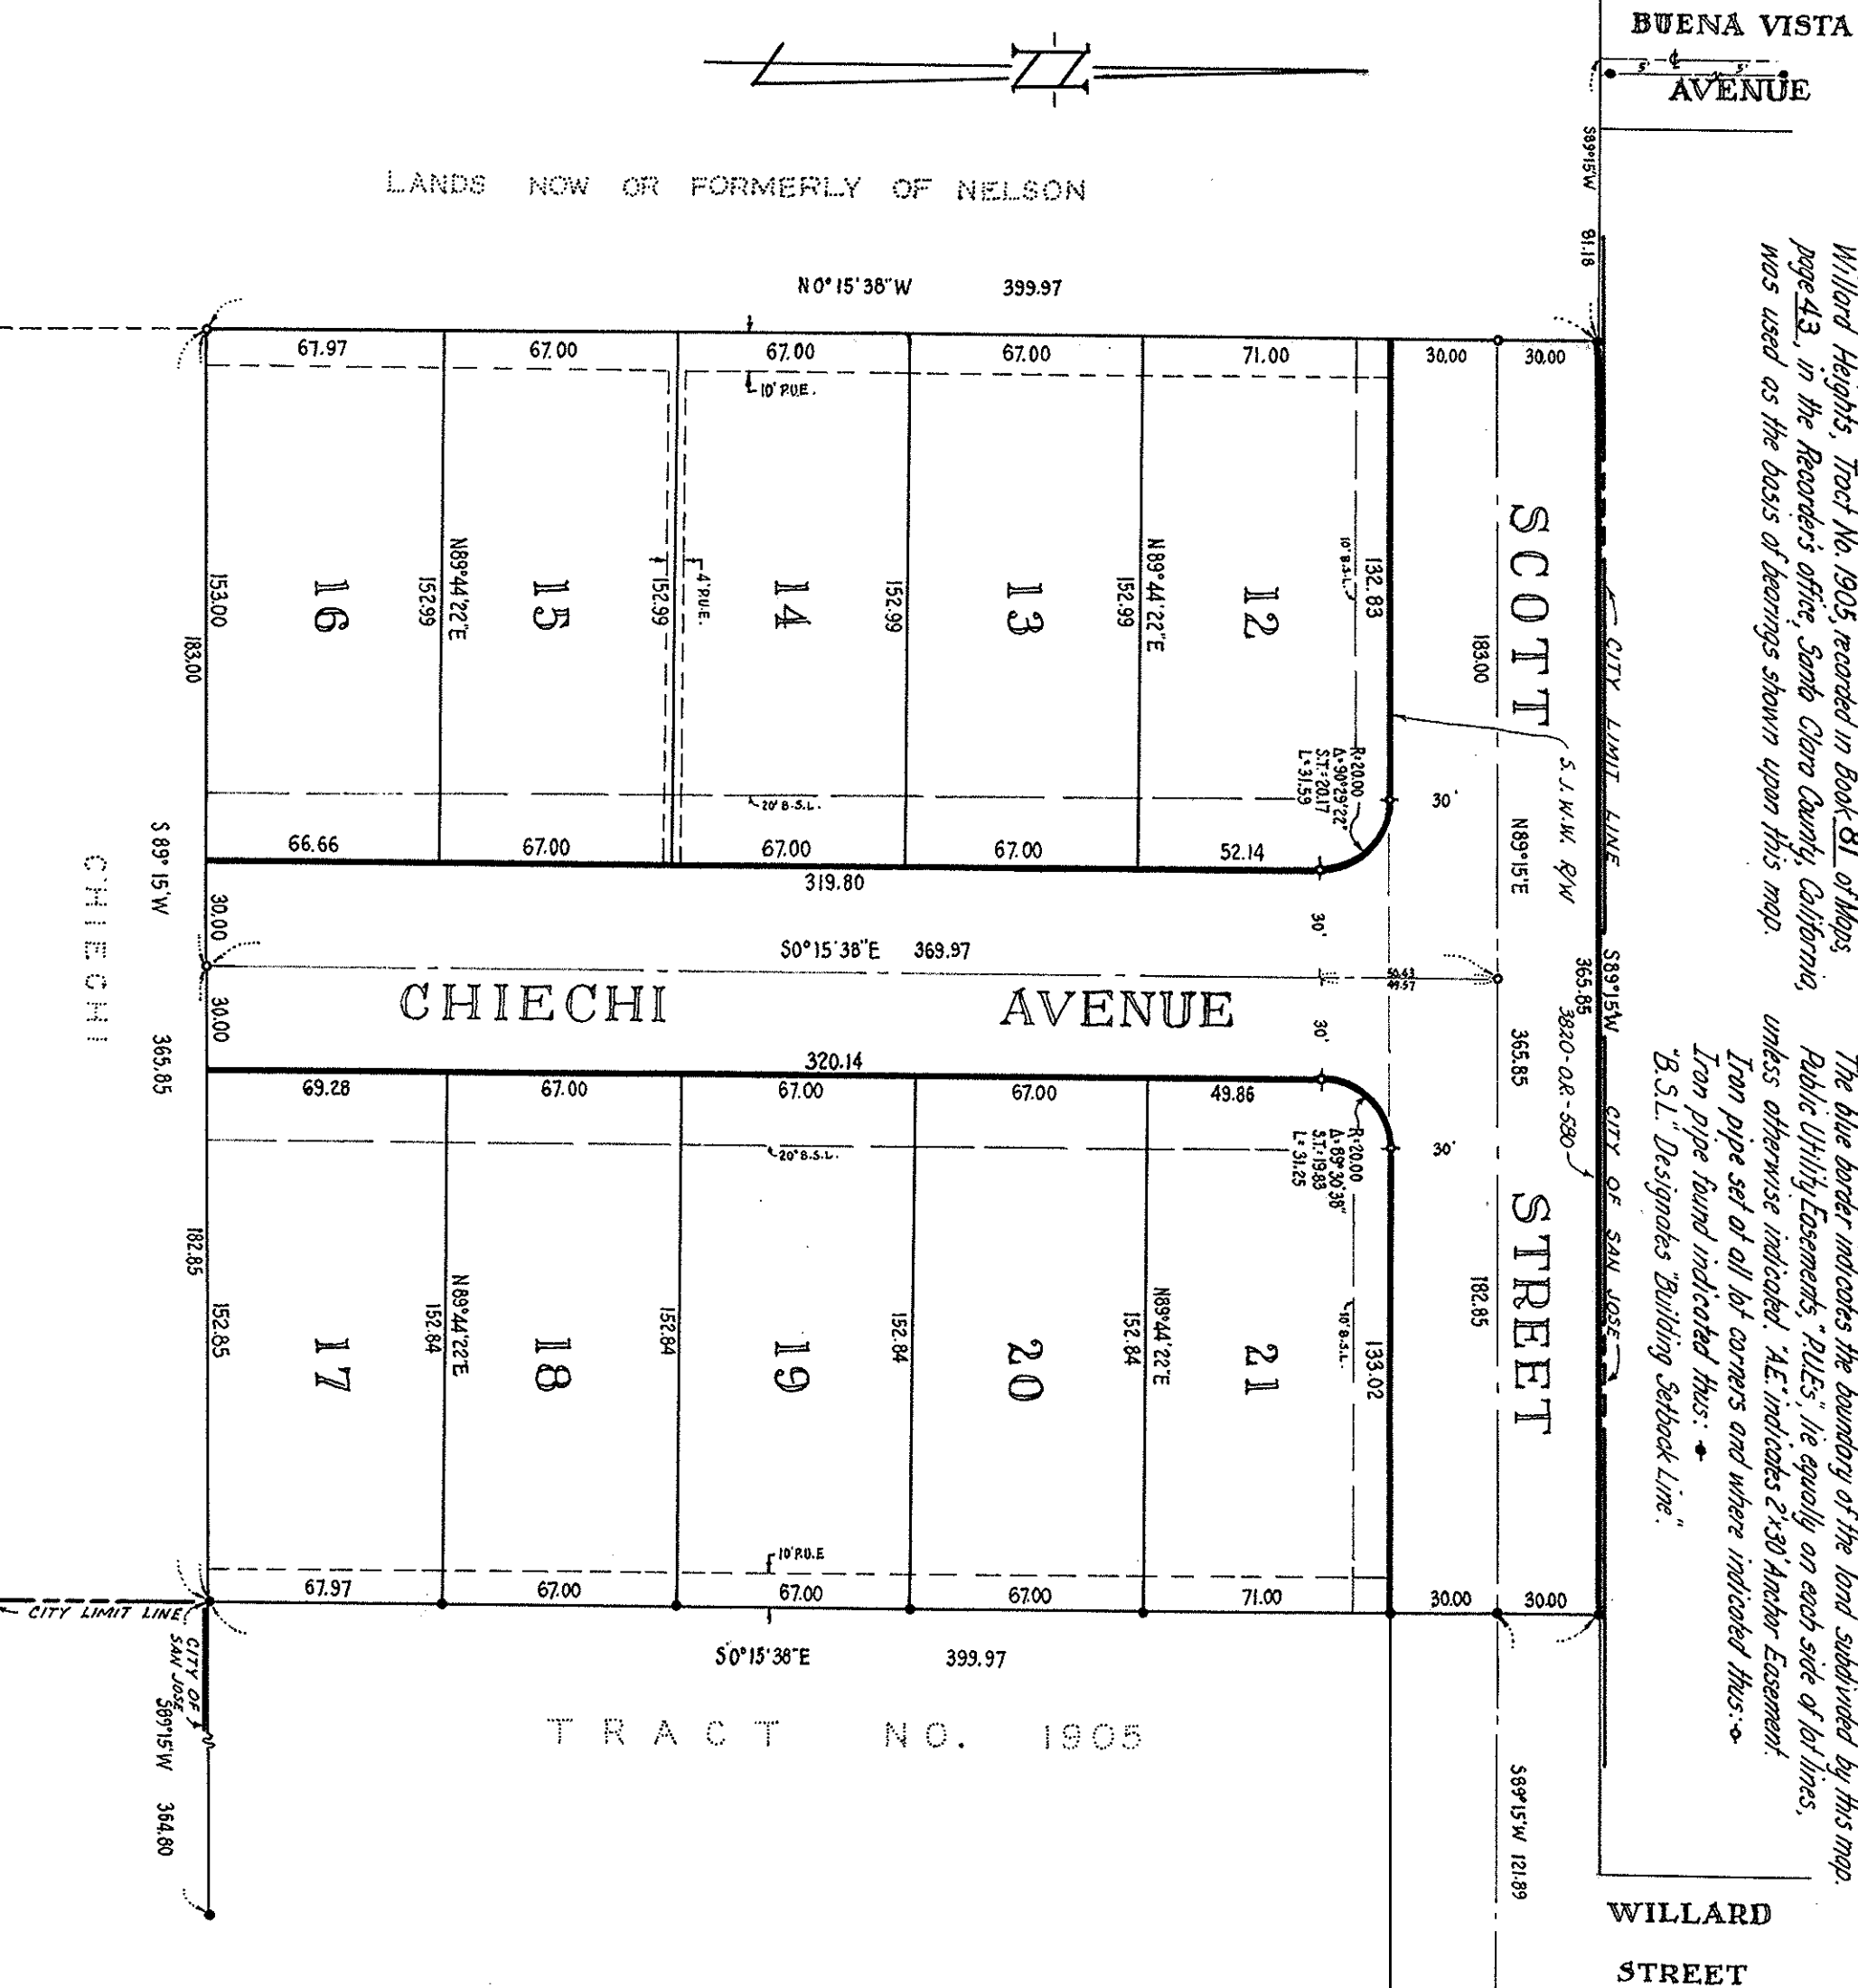 BUENA VISTA
AVENUE
5' ℄ 5'
S89°15'W 81.18
Willard Heights, Tract No. 1905, recorded in Book 81 of Maps,
page 43, in the Recorder's office, Santa Clara County, California,
was used as the basis of bearings shown upon this map.
The blue border indicates the boundary of the land subdivided by this map.
Public Utility Easements, "P.U.E's", lie equally on each side of lot lines,
unless otherwise indicated. "A.E." indicates 2'x30' Anchor Easement.
Iron pipe set at all lot corners and where indicated thus:
Iron pipe found indicated thus:
"B.S.L." Designates "Building Setback Line".
LANDS NOW OR FORMERLY OF NELSON
N0°15'38"W 399.97
67.97 67.00 67.00 67.00 71.00 30.00 30.00
10' P.U.E.
4' P.U.E.
10' B.S.L.
132.83
N89°44'22"E
152.99
152.99
152.99
N89°44'22"E
152.99
153.00
183.00
16 15 14 13 12
R=20.00
Δ=90°29'22"
S.T.=20.17
L=31.59
20' B.S.L.
66.66 67.00 67.00 67.00 52.14
319.80
30.00
30'
30'
S0°15'38"E 369.97
50.43
49.57
CHIECHI AVENUE
30.00
30'
30'
320.14
69.28 67.00 67.00 67.00 49.86
20' B.S.L.
R=20.00
Δ=89°30'38"
S.T.=19.83
L=31.25
10' B.S.L.
133.02
N89°44'22"E
152.84
152.84
152.84
N89°44'22"E
152.84
152.85
182.85
17 18 19 20 21
10' P.U.E
67.97 67.00 67.00 67.00 71.00 30.00 30.00
S0°15'38"E 399.97
TRACT NO. 1905
SCOTT STREET
183.00
N89°15'E 365.85
182.85
S.J.W.W. R/W
3820-O.R.-580
CITY LIMIT LINE
S89°15'W
365.85
CITY OF SAN JOSE
CHIECHI
S 89°15'W 365.85
CITY LIMIT LINE
CITY OF
SAN JOSE
S89°15'W 364.80
S89°15'W 121.89
WILLARD
STREET